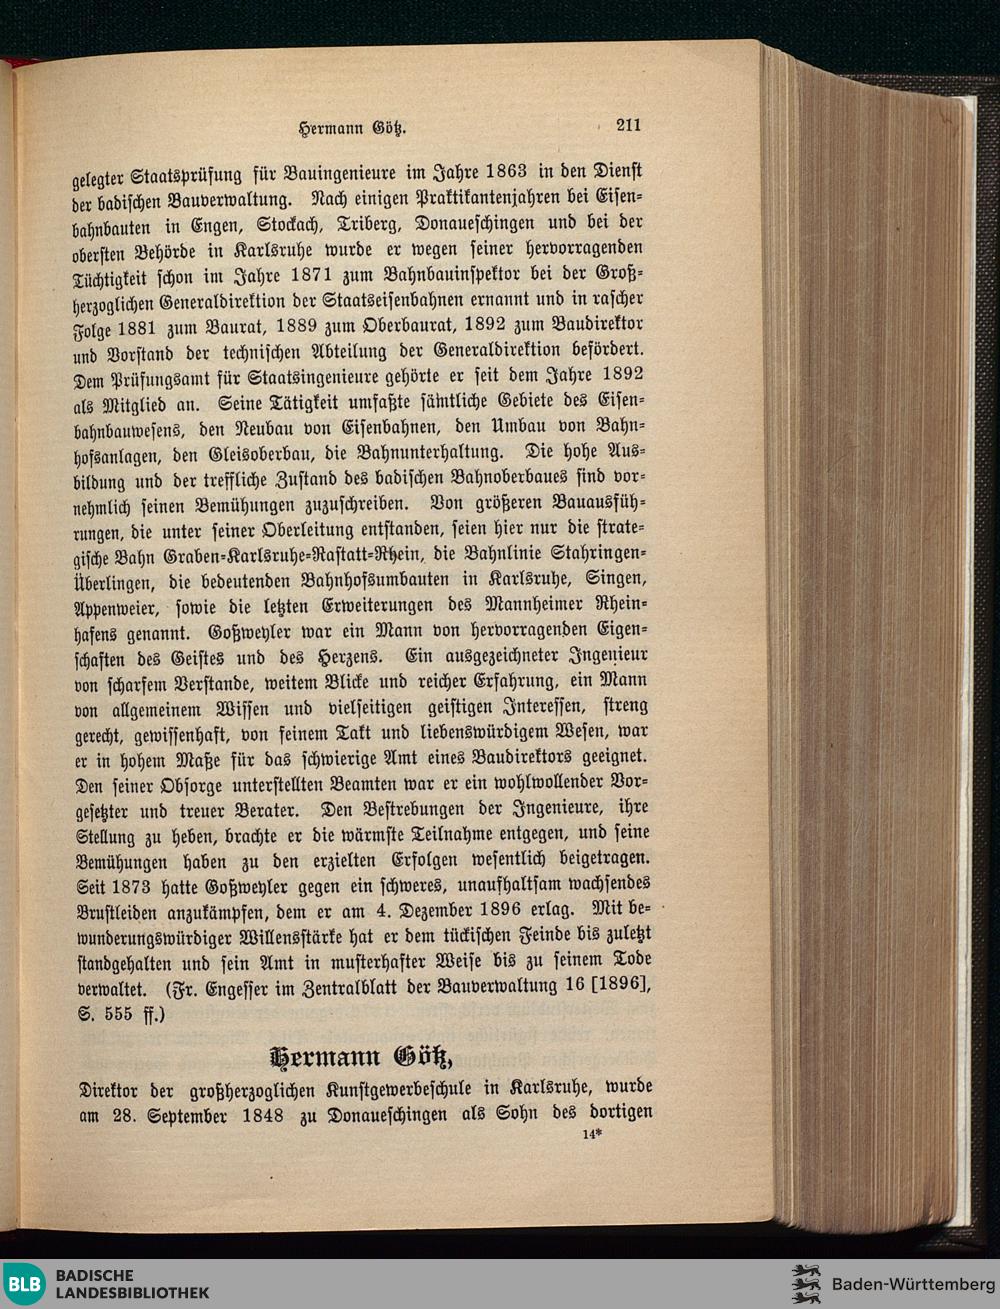 Hermann Götz. 211
gelegter Staatsprüfung für Bauingenieure im Jahre 1863 in den Dienst
der badischen Bauverwaltung. Nach einigen Praktikantenjahren bei Eisen-
bahnbauten in Engen, Stockach, Triberg, Donaueschingen und bei der
obersten Behörde in Karlsruhe wurde er wegen seiner hervorragenden
Tüchtigkeit schon im Jahre 1871 zum Bahnbauinspektor bei der Groß-
herzoglichen Generaldirektion der Staatseisenbahnen ernannt und in rascher
Folge 1881 zum Baurat, 1889 zum Oberbaurat, 1892 zum Baudirektor
und Vorstand der technischen Abteilung der Generaldirektion befördert.
Dem Prüfungsamt für Staatsingenieure gehörte er seit dem Jahre 1892
als Mitglied an. Seine Tätigkeit umfaßte sämtliche Gebiete des Eisen-
bahnbauwesens, den Neubau von Eisenbahnen, den Umbau von Bahn-
hofsanlagen, den Gleisoberbau, die Bahnunterhaltung. Die hohe Aus-
bildung und der treffliche Zustand des badischen Bahnoberbaues sind vor-
nehmlich seinen Bemühungen zuzuschreiben. Von größeren Bauausfüh-
rungen, die unter seiner Oberleitung entstanden, seien hier nur die strate-
gische Bahn Graben-Karlsruhe-Rastatt-Rhein, die Bahnlinie Stahringen-
Überlingen, die bedeutenden Bahnhofsumbauten in Karlsruhe, Singen,
Appenweier, sowie die letzten Erweiterungen des Mannheimer Rhein-
hafens genannt. Goßweyler war ein Mann von hervorragenden Eigen-
schaften des Geistes und des Herzens. Ein ausgezeichneter Ingenieur
von scharfem Verstande, weitem Blicke und reicher Erfahrung, ein Mann
von allgemeinem Wissen und vielseitigen geistigen Interessen, streng
gerecht, gewissenhaft, von feinem Takt und liebenswürdigem Wesen, war
er in hohem Maße für das schwierige Amt eines Baudirektors geeignet.
Den seiner Obsorge unterstellten Beamten war er ein wohlwollender Vor-
gesetzter und treuer Berater. Den Bestrebungen der Ingenieure, ihre
Stellung zu heben, brachte er die wärmste Teilnahme entgegen, und seine
Bemühungen haben zu den erzielten Erfolgen wesentlich beigetragen.
Seit 1873 hatte Goßweyler gegen ein schweres, unaufhaltsam wachsendes
Brustleiden anzukämpfen, dem er am 4. Dezember 1896 erlag. Mit be-
wunderungswürdiger Willensstärke hat er dem tückischen Feinde bis zuletzt
standgehalten und sein Amt in musterhafter Weise bis zu seinem Tode
verwaltet. (Fr. Engesser im Zentralblatt der Bauverwaltung 16 [1896],
S. 555 ff.)
Hermann Götz,
Direktor der großherzoglichen Kunstgewerbeschule in Karlsruhe, wurde
am 28. September 1848 zu Donaueschingen als Sohn des dortigen
14*
BLB BADISCHE
LANDESBIBLIOTHEK
Baden-Württemberg